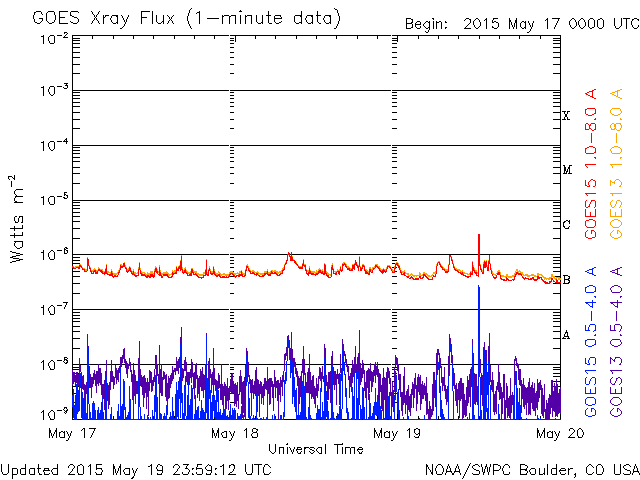 GOES Xray Flux (1-minute data)
Begin: 2015 May 17 0000 UTC
10-2
10-3
10-4
10-5
10-6
10-7
10-8
10-9
Watts m-2
X
M
C
B
A
GOES15 1.0-8.0 A
GOES13 1.0-8.0 A
GOES15 0.5-4.0 A
GOES13 0.5-4.0 A
May 17
May 18
May 19
May 20
Universal Time
Updated 2015 May 19 23:59:12 UTC
NOAA/SWPC Boulder, CO USA